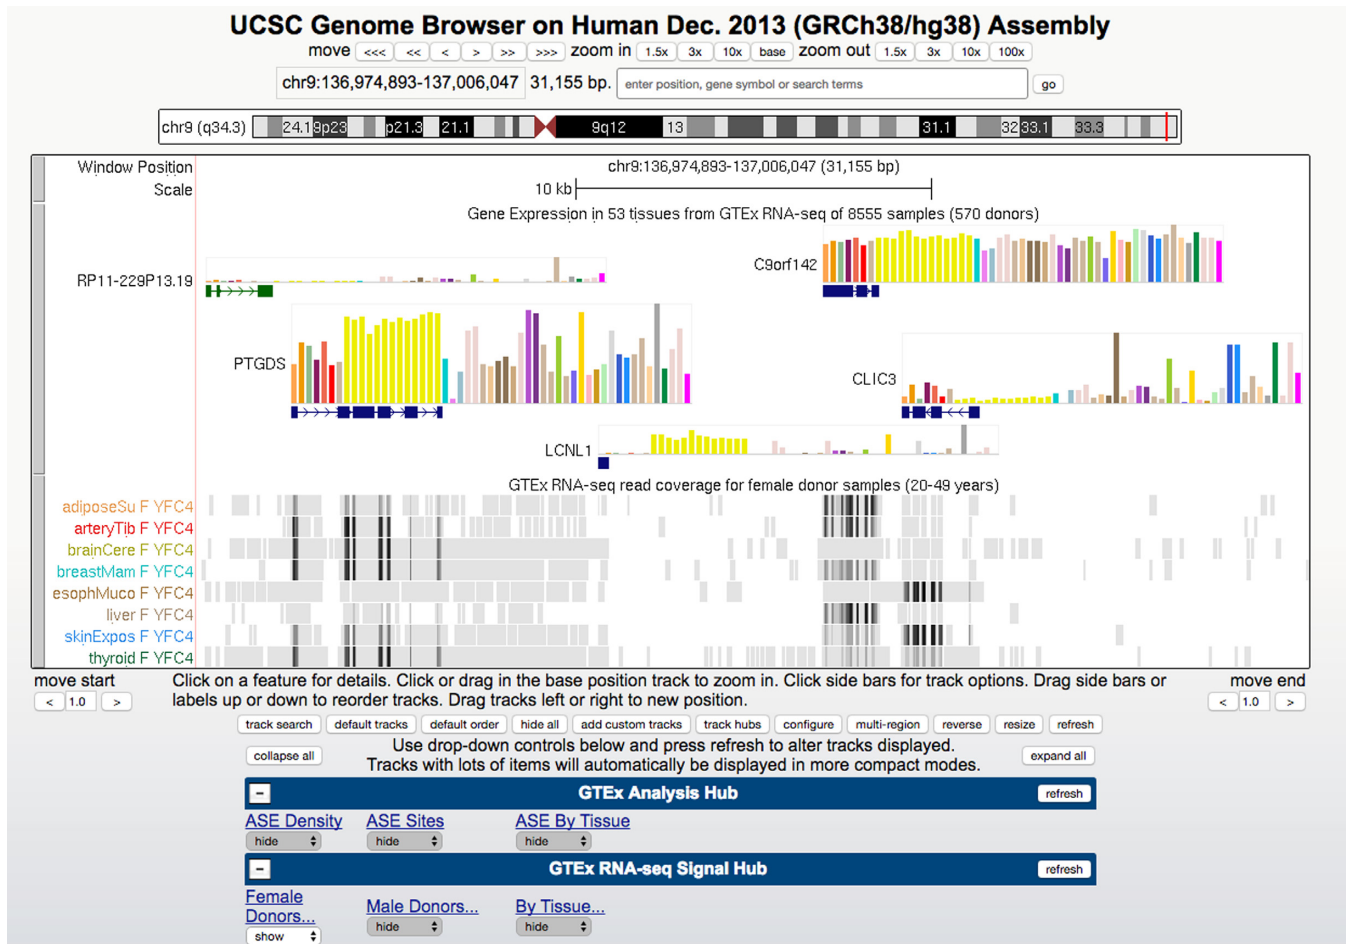 UCSC Genome Browser on Human Dec. 2013 (GRCh38/hg38) Assembly
move <<< << < > >> >>> zoom in 1.5x 3x 10x base zoom out 1.5x 3x 10x 100x
chr9:136,974,893-137,006,047 31,155 bp. enter position, gene symbol or search terms go
chr9 (q34.3) 24.1 9p23 p21.3 21.1 9q12 13 31.1 32 33.1 33.3
Window Position chr9:136,974,893-137,006,047 (31,155 bp)
Scale 10 kb
Gene Expression in 53 tissues from GTEx RNA-seq of 8555 samples (570 donors)
C9orf142
RP11-229P13.19
PTGDS
CLIC3
LCNL1
GTEx RNA-seq read coverage for female donor samples (20-49 years)
adiposeSu F YFC4
arteryTib F YFC4
brainCere F YFC4
breastMam F YFC4
esophMuco F YFC4
liver F YFC4
skinExpos F YFC4
thyroid F YFC4
move start Click on a feature for details. Click or drag in the base position track to zoom in. Click side bars for track options. Drag side bars or move end
< 1.0 > labels up or down to reorder tracks. Drag tracks left or right to new position. < 1.0 >
track search default tracks default order hide all add custom tracks track hubs configure multi-region reverse resize refresh
collapse all Use drop-down controls below and press refresh to alter tracks displayed. expand all
Tracks with lots of items will automatically be displayed in more compact modes.
- GTEx Analysis Hub refresh
ASE Density ASE Sites ASE By Tissue
hide hide hide
- GTEx RNA-seq Signal Hub refresh
Female
Donors... Male Donors... By Tissue...
show hide hide